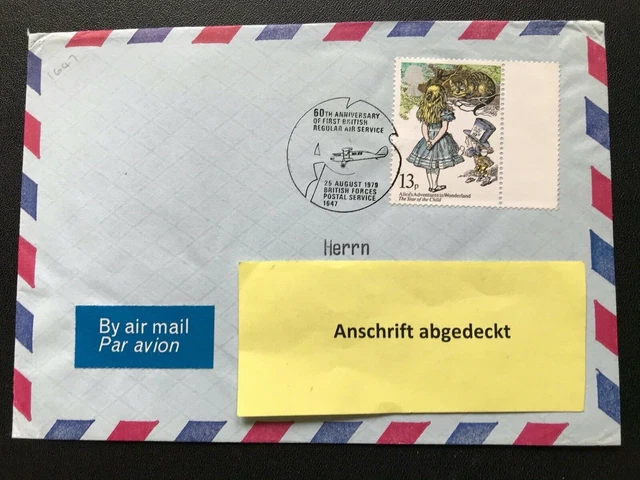 1647
60TH ANNIVERSARY
OF FIRST BRITISH
REGULAR AIR SERVICE
25 AUGUST 1979
BRITISH FORCES
POSTAL SERVICE
1647
13p
Alice's Adventures in Wonderland
The Year of the Child
Herrn
Anschrift abgedeckt
By air mail
Par avion